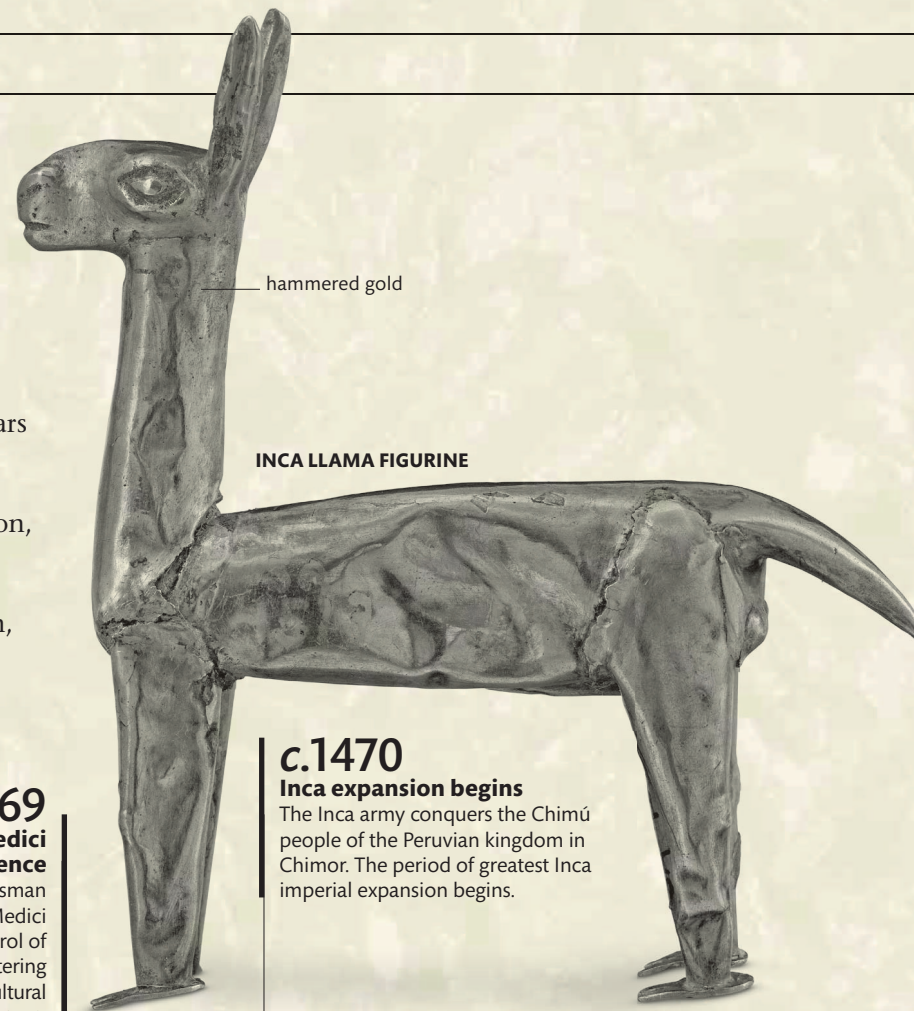 hammered gold
ars
INCA LLAMA FIGURINE
on,
n,
69
edici
ence
sman
Medici
rol of
tering
ultural
c.1470
Inca expansion begins
The Inca army conquers the Chimú
people of the Peruvian kingdom in
Chimor. The period of greatest Inca
imperial expansion begins.